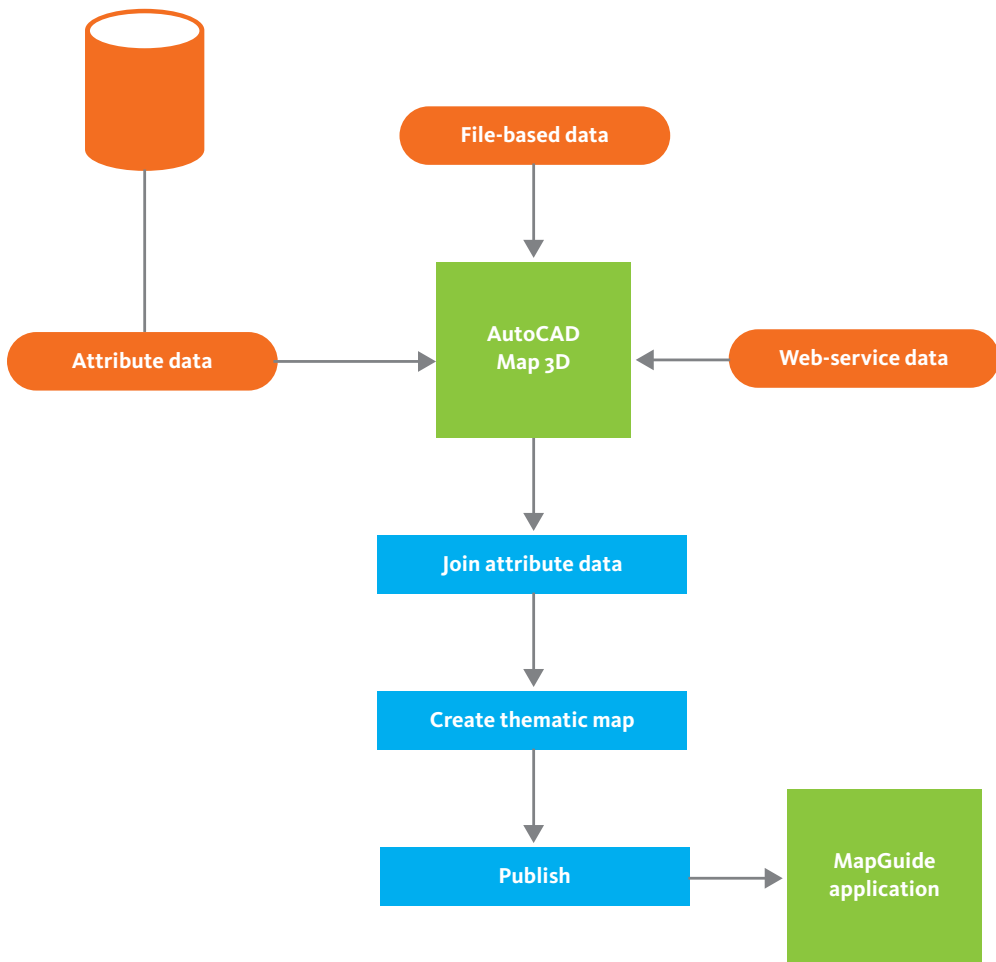 File-based data
AutoCAD
Map 3D
Attribute data
Web-service data
Join attribute data
Create thematic map
Publish
MapGuide
application